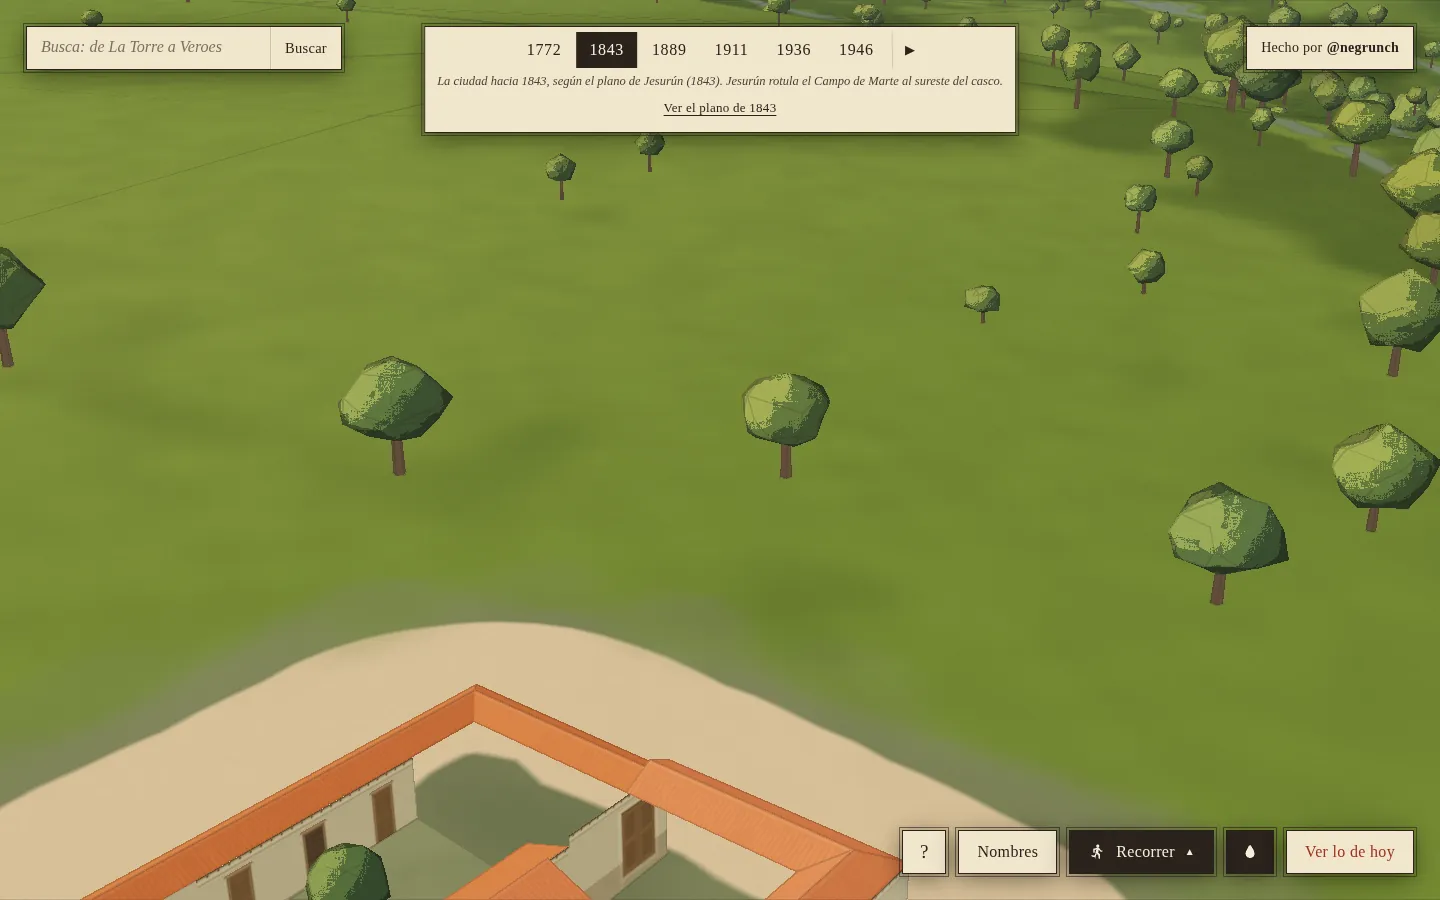 Busca: de La Torre a Veroes
Buscar
1772 1843 1889 1911 1936 1946 ▶
La ciudad hacia 1843, según el plano de Jesurún (1843). Jesurún rotula el Campo de Marte al sureste del casco.
Ver el plano de 1843
Hecho por @negrunch
?
Nombres
Recorrer ▲
Ver lo de hoy